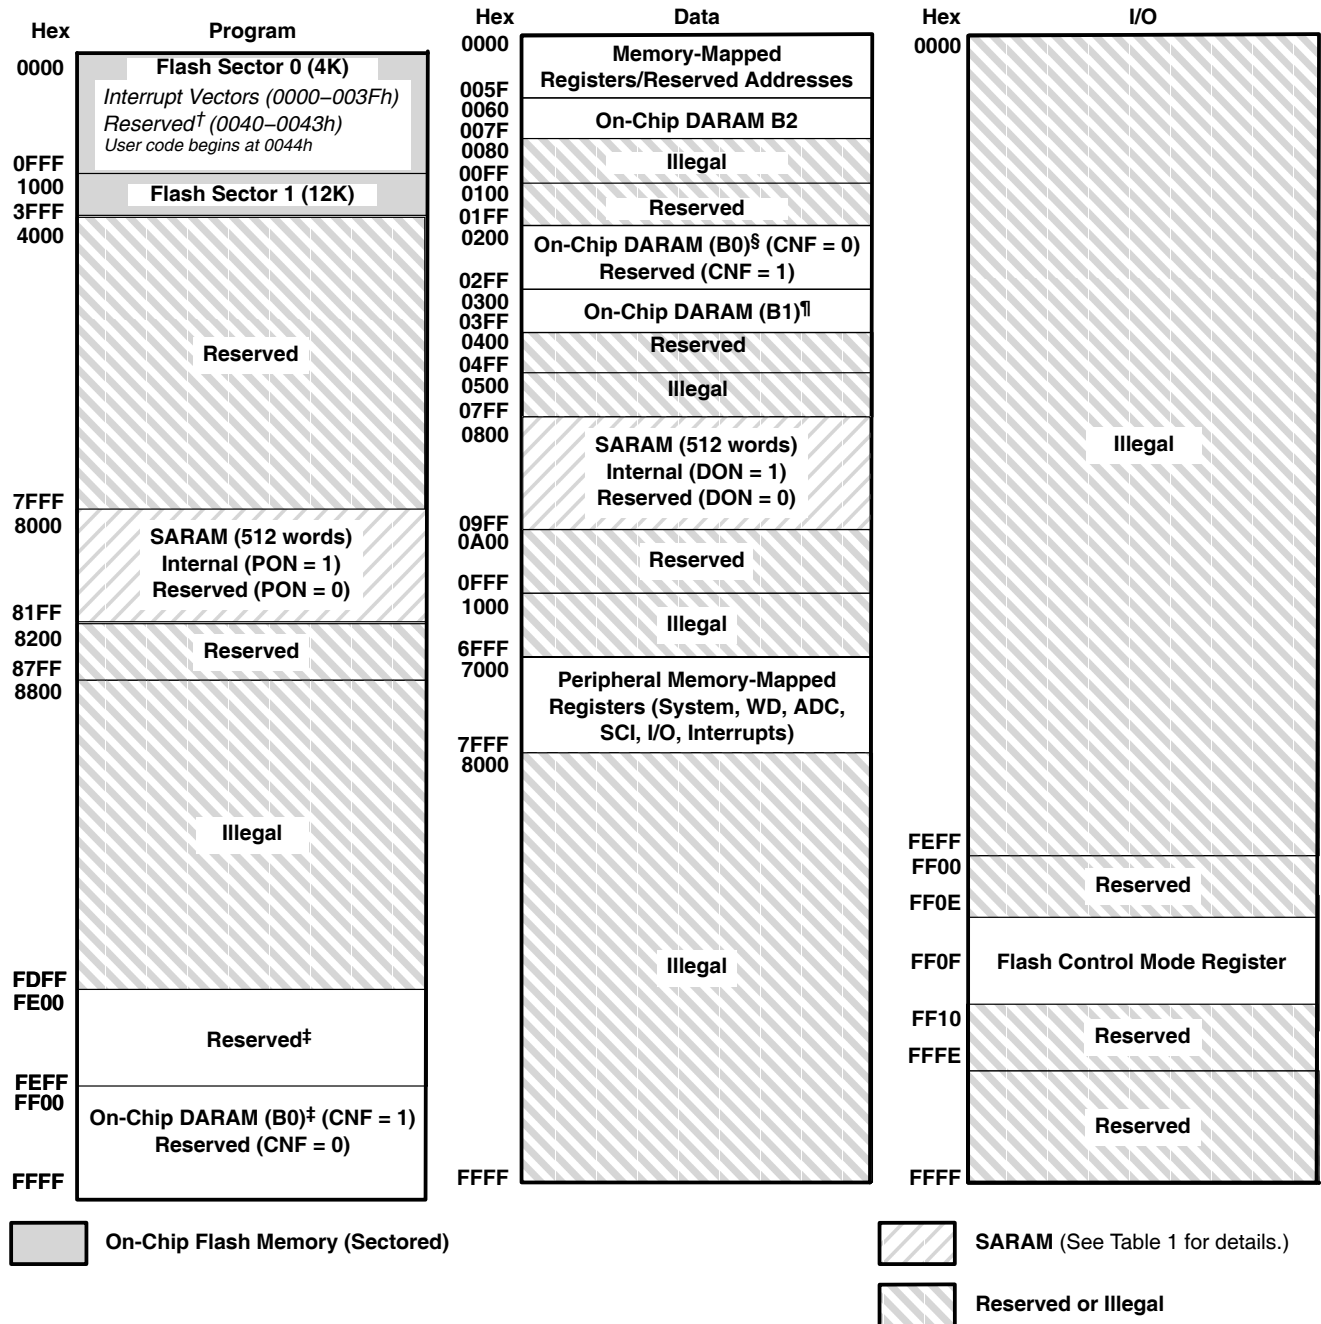 Hex Program
0000
Flash Sector 0 (4K)
Interrupt Vectors (0000–003Fh)
Reserved† (0040–0043h)
User code begins at 0044h
0FFF
1000
Flash Sector 1 (12K)
3FFF
4000
Reserved
7FFF
8000
SARAM (512 words)
Internal (PON = 1)
Reserved (PON = 0)
81FF
8200
Reserved
87FF
8800
Illegal
FDFF
FE00
Reserved‡
FEFF
FF00
On-Chip DARAM (B0)‡ (CNF = 1)
Reserved (CNF = 0)
FFFF
Hex Data
0000
Memory-Mapped
Registers/Reserved Addresses
005F
0060
On-Chip DARAM B2
007F
0080
Illegal
00FF
0100
Reserved
01FF
0200
On-Chip DARAM (B0)§ (CNF = 0)
Reserved (CNF = 1)
02FF
0300
On-Chip DARAM (B1)¶
03FF
0400
Reserved
04FF
0500
Illegal
07FF
0800
SARAM (512 words)
Internal (DON = 1)
Reserved (DON = 0)
09FF
0A00
Reserved
0FFF
1000
Illegal
6FFF
7000
Peripheral Memory-Mapped
Registers (System, WD, ADC,
SCI, I/O, Interrupts)
7FFF
8000
Illegal
FFFF
Hex I/O
0000
Illegal
FEFF
FF00
Reserved
FF0E
FF0F Flash Control Mode Register
FF10
Reserved
FFFE
Reserved
FFFF
On-Chip Flash Memory (Sectored)
SARAM (See Table 1 for details.)
Reserved or Illegal